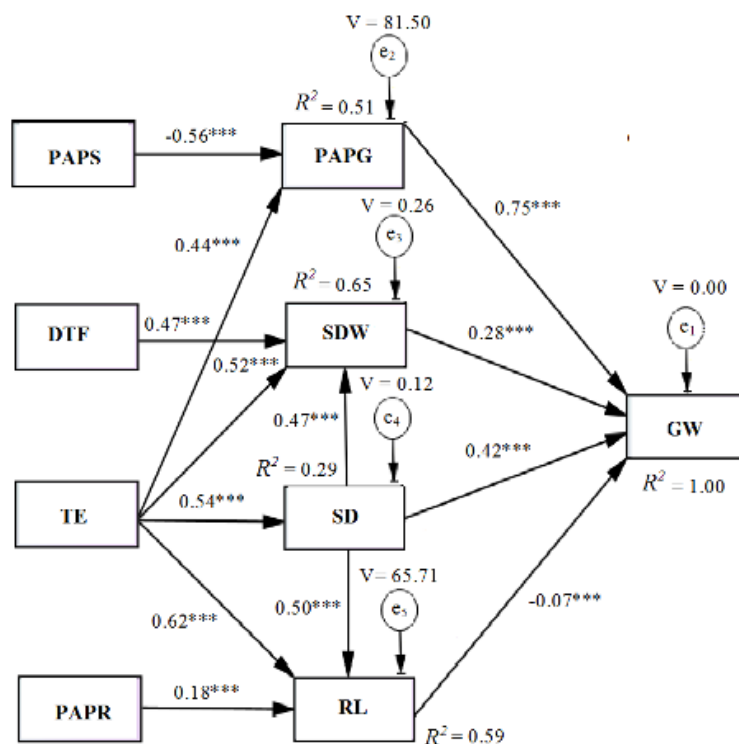 V = 81.50
e2
R² = 0.51
PAPS
-0.56***
PAPG
V = 0.26
0.75***
0.44***
e3
R² = 0.65
V = 0.00
DTF
0.47***
SDW
0.28***
e1
0.52***
V = 0.12
0.47***
e4
GW
R² = 0.29
0.42***
R² = 1.00
TE
0.54***
SD
V= 65.71
0.50***
e5
-0.07***
0.62***
PAPR
0.18***
RL
R² = 0.59